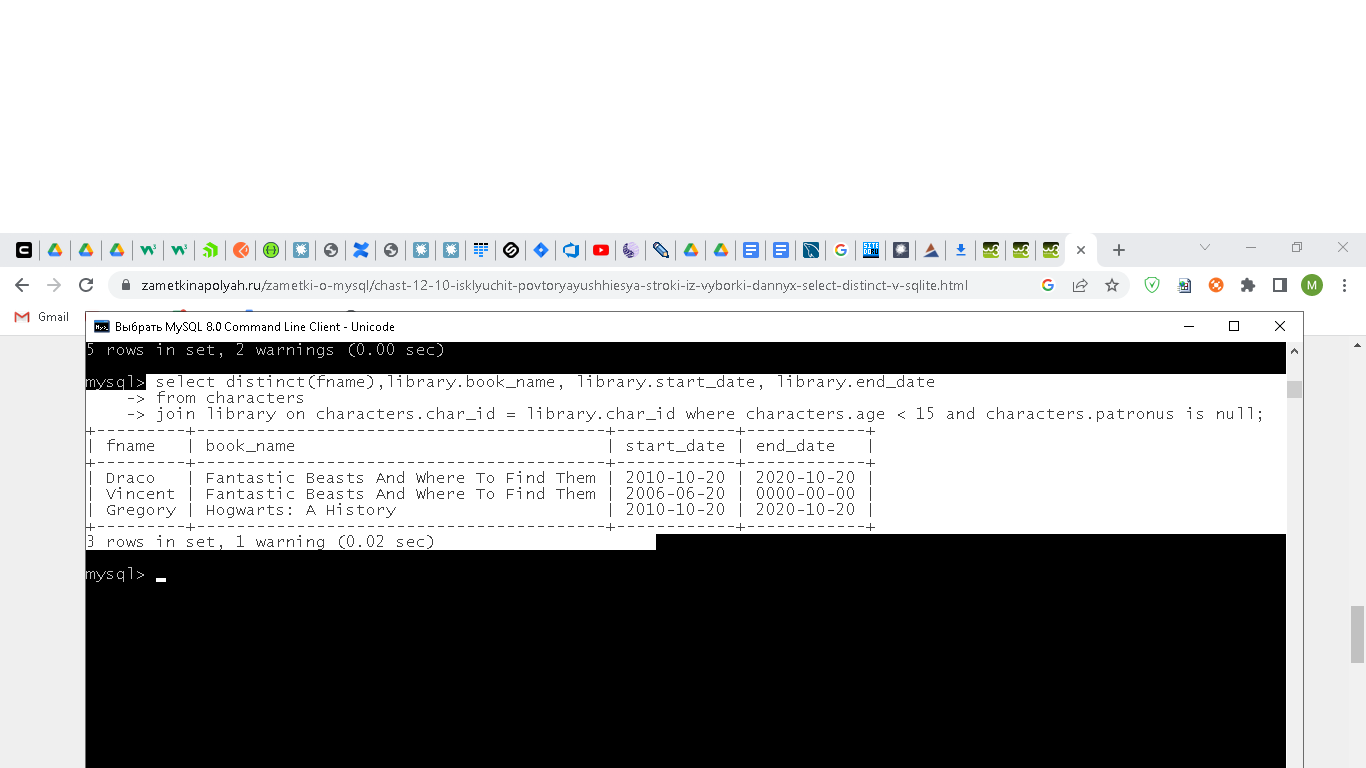 zametkinapolyah.ru/zametki-o-mysql/chast-12-10-isklyuchit-povtoryayushhiesya-stroki-iz-vyborki-dannyx-select-distinct-v-sqlite.html
M
Gmail
Выбрать MySQL 8.0 Command Line Client - Unicode
5 rows in set, 2 warnings (0.00 sec)
mysql> select distinct(fname),library.book_name, library.start_date, library.end_date
-> from characters
-> join library on characters.char_id = library.char_id where characters.age < 15 and characters.patronus is null;
+---------+------------------------------------------+------------+------------+
| fname | book_name | start_date | end_date |
+---------+------------------------------------------+------------+------------+
| Draco | Fantastic Beasts And Where To Find Them | 2010-10-20 | 2020-10-20 |
| Vincent | Fantastic Beasts And Where To Find Them | 2006-06-20 | 0000-00-00 |
| Gregory | Hogwarts: A History | 2010-10-20 | 2020-10-20 |
+---------+------------------------------------------+------------+------------+
3 rows in set, 1 warning (0.02 sec)
mysql>